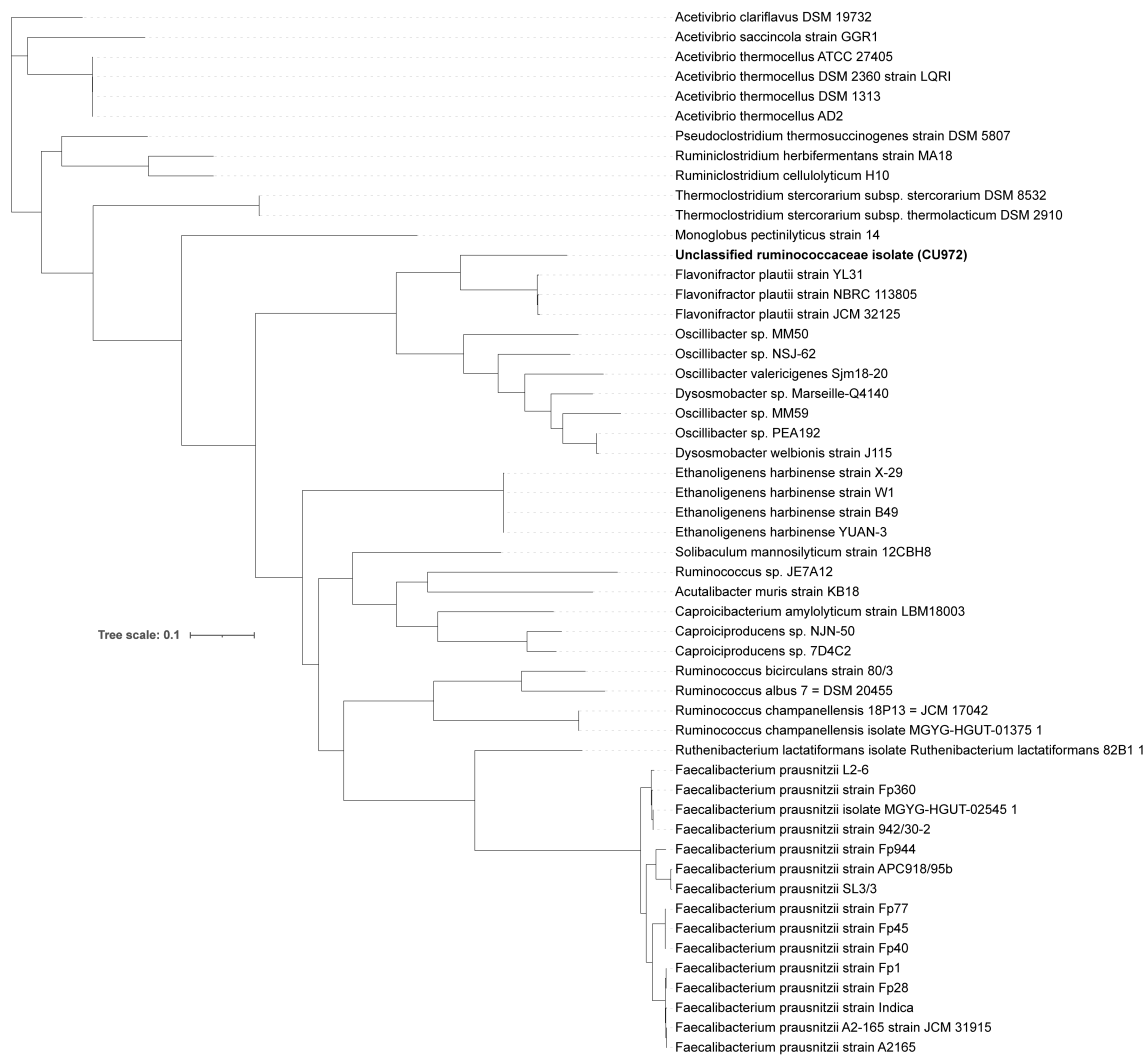 Acetivibrio clariflavus DSM 19732
Acetivibrio saccincola strain GGR1
Acetivibrio thermocellus ATCC 27405
Acetivibrio thermocellus DSM 2360 strain LQRI
Acetivibrio thermocellus DSM 1313
Acetivibrio thermocellus AD2
Pseudoclostridium thermosuccinogenes strain DSM 5807
Ruminiclostridium herbifermentans strain MA18
Ruminiclostridium cellulolyticum H10
Thermoclostridium stercorarium subsp. stercorarium DSM 8532
Thermoclostridium stercorarium subsp. thermolacticum DSM 2910
Monoglobus pectinilyticus strain 14
Unclassified ruminococcaceae isolate (CU972)
Flavonifractor plautii strain YL31
Flavonifractor plautii strain NBRC 113805
Flavonifractor plautii strain JCM 32125
Oscillibacter sp. MM50
Oscillibacter sp. NSJ-62
Oscillibacter valericigenes Sjm18-20
Dysosmobacter sp. Marseille-Q4140
Oscillibacter sp. MM59
Oscillibacter sp. PEA192
Dysosmobacter welbionis strain J115
Ethanoligenens harbinense strain X-29
Ethanoligenens harbinense strain W1
Ethanoligenens harbinense strain B49
Ethanoligenens harbinense YUAN-3
Solibaculum mannosilyticum strain 12CBH8
Ruminococcus sp. JE7A12
Acutalibacter muris strain KB18
Caproicibacterium amylolyticum strain LBM18003
Tree scale: 0.1
Caproiciproducens sp. NJN-50
Caproiciproducens sp. 7D4C2
Ruminococcus bicirculans strain 80/3
Ruminococcus albus 7 = DSM 20455
Ruminococcus champanellensis 18P13 = JCM 17042
Ruminococcus champanellensis isolate MGYG-HGUT-01375 1
Ruthenibacterium lactatiformans isolate Ruthenibacterium lactatiformans 82B1 1
Faecalibacterium prausnitzii L2-6
Faecalibacterium prausnitzii strain Fp360
Faecalibacterium prausnitzii isolate MGYG-HGUT-02545 1
Faecalibacterium prausnitzii strain 942/30-2
Faecalibacterium prausnitzii strain Fp944
Faecalibacterium prausnitzii strain APC918/95b
Faecalibacterium prausnitzii SL3/3
Faecalibacterium prausnitzii strain Fp77
Faecalibacterium prausnitzii strain Fp45
Faecalibacterium prausnitzii strain Fp40
Faecalibacterium prausnitzii strain Fp1
Faecalibacterium prausnitzii strain Fp28
Faecalibacterium prausnitzii strain Indica
Faecalibacterium prausnitzii A2-165 strain JCM 31915
Faecalibacterium prausnitzii strain A2165